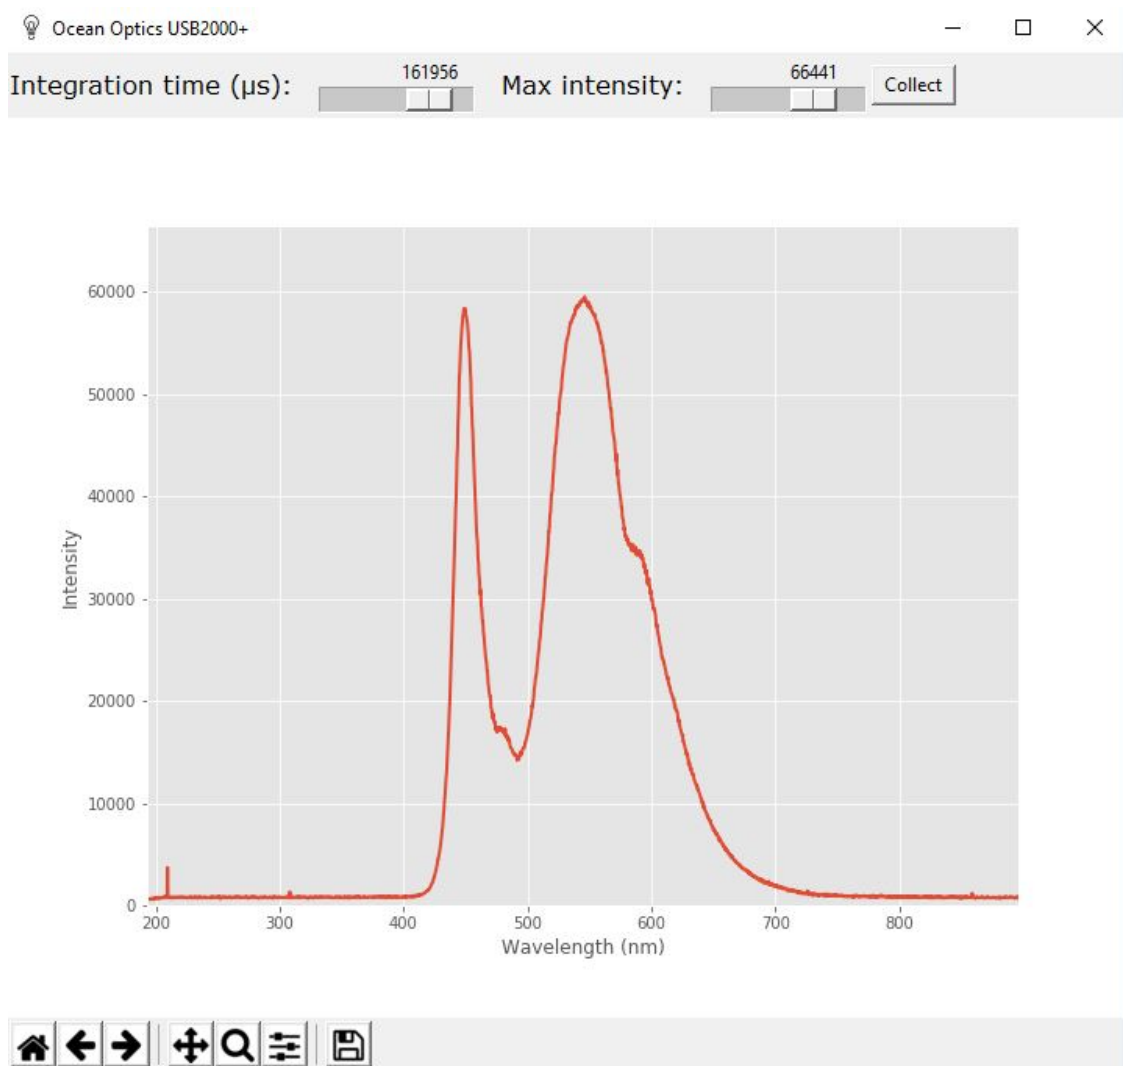 Ocean Optics USB2000+
Integration time (µs): 161956 Max intensity: 66441 Collect
60000
50000
40000
30000
20000
10000
0
Intensity
200 300 400 500 600 700 800
Wavelength (nm)